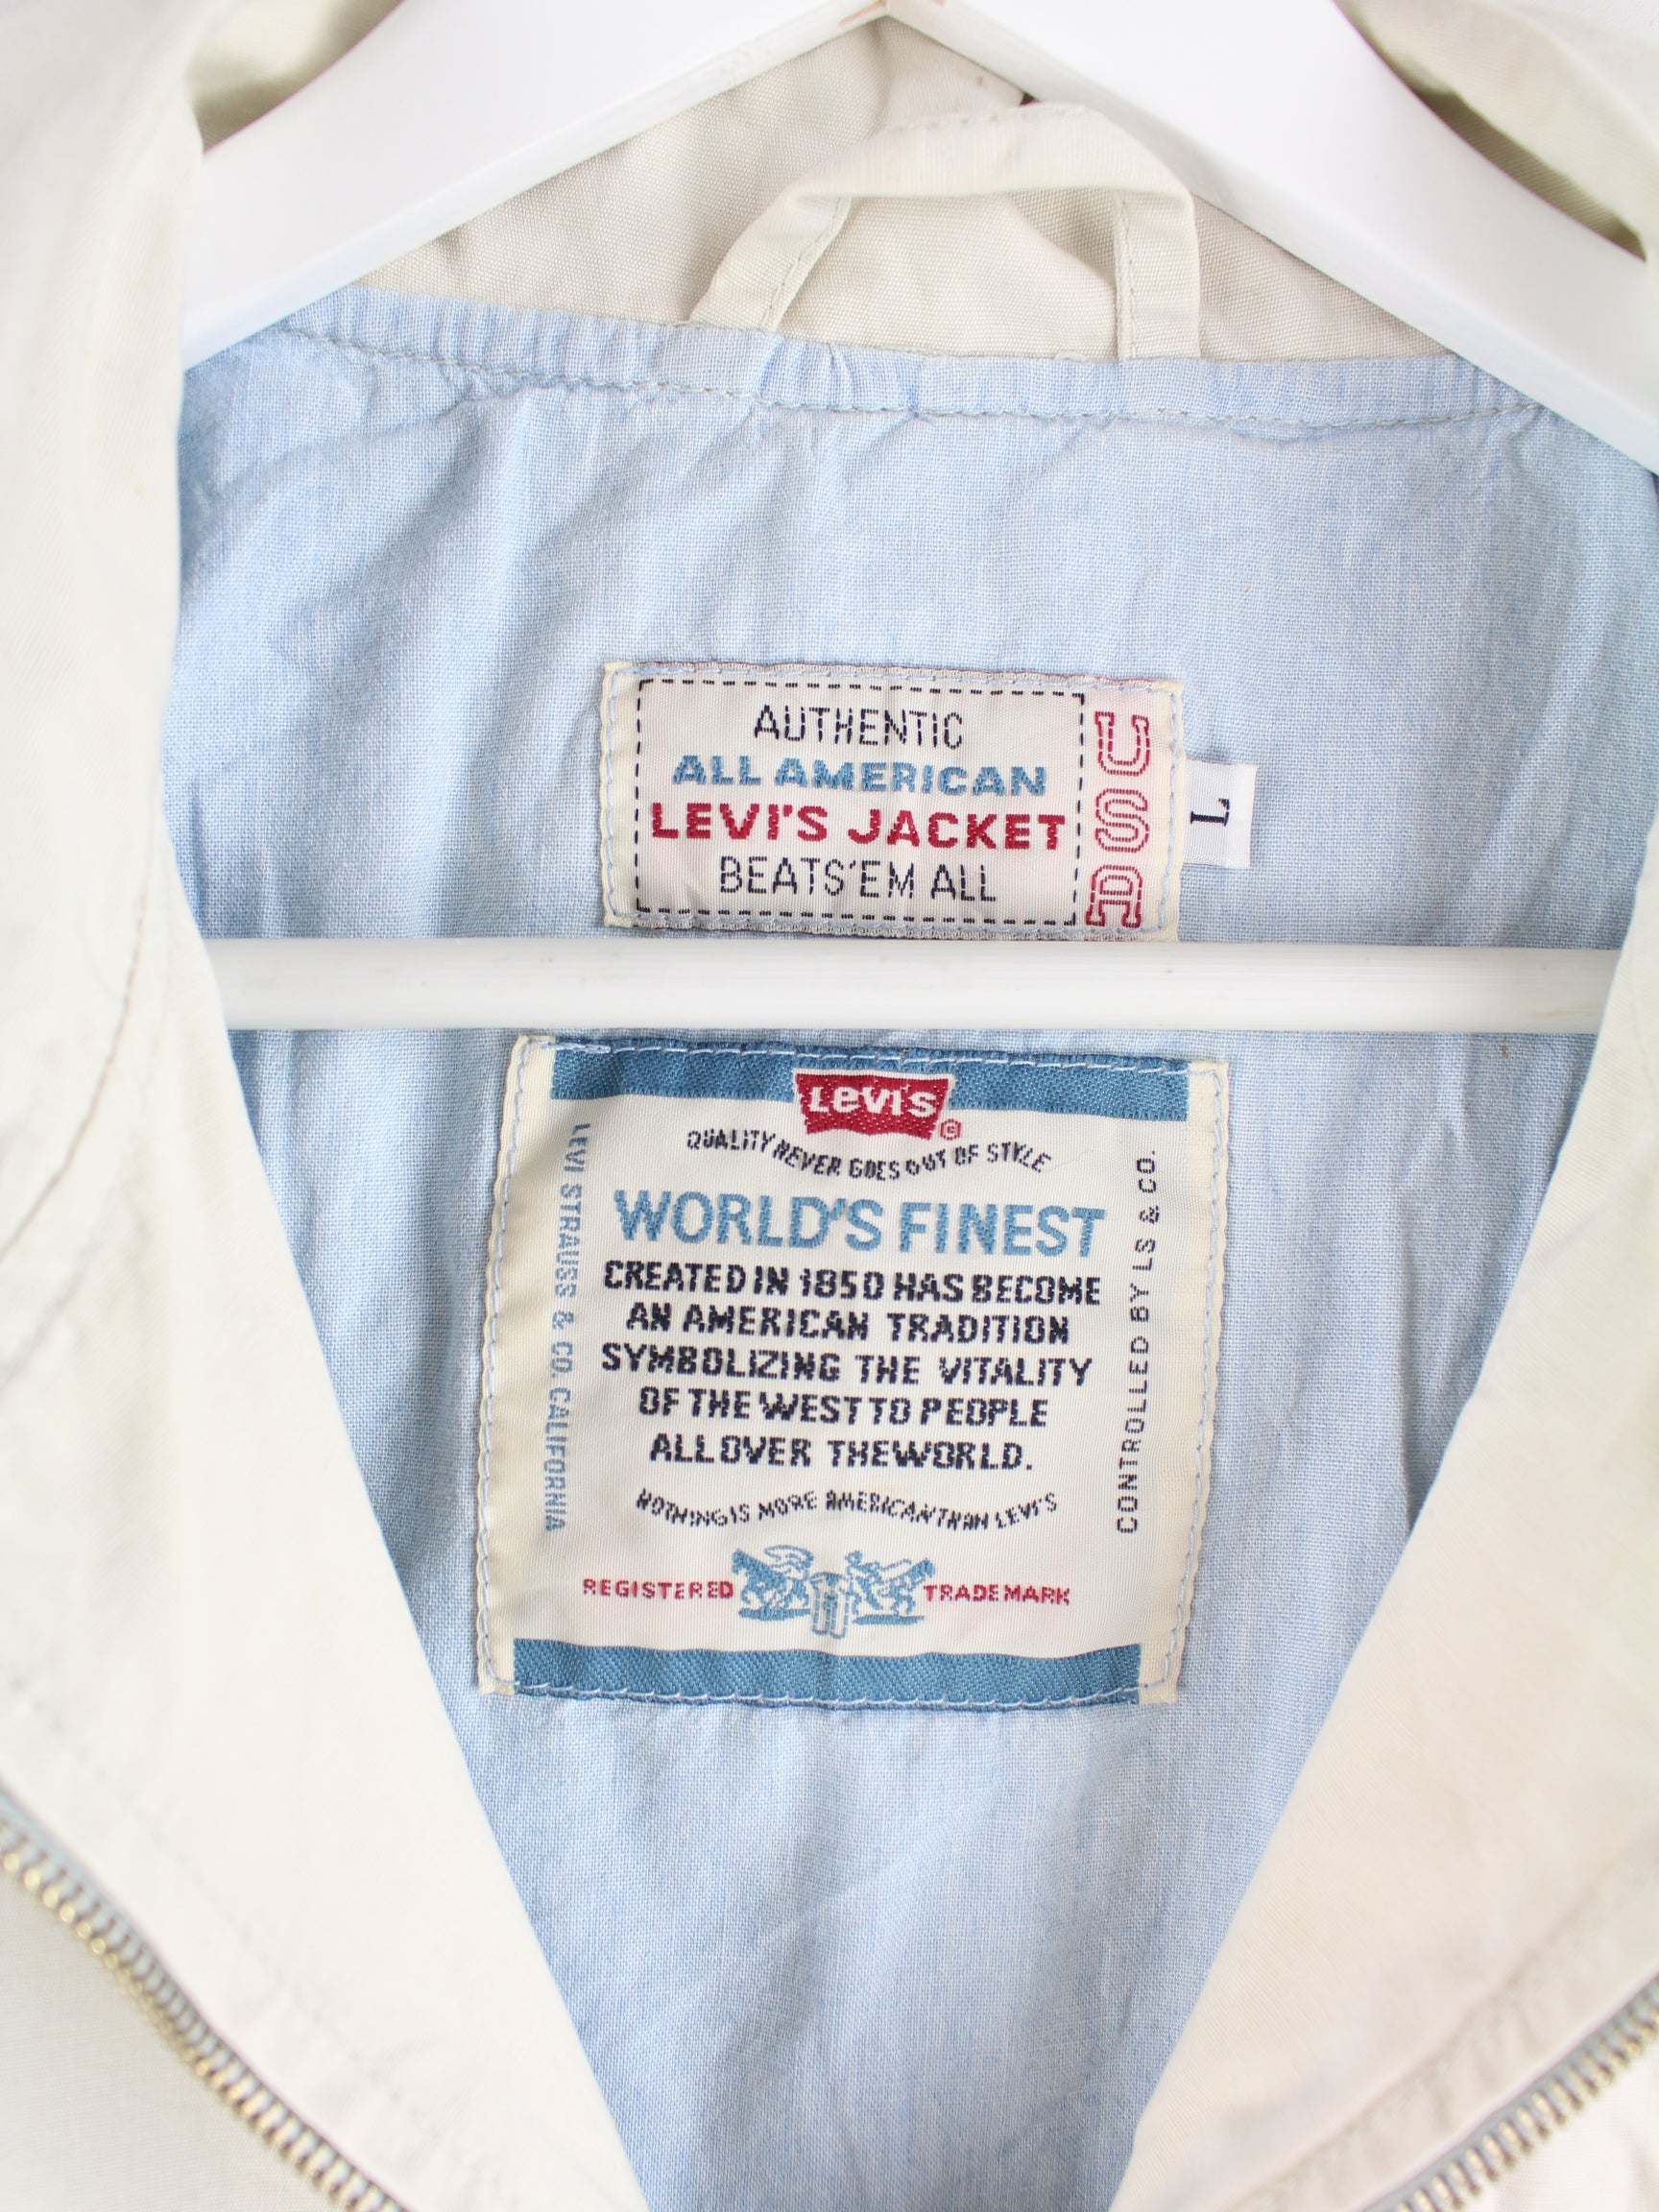 AUTHENTIC
ALL AMERICAN
LEVI'S JACKET
BEATS'EM ALL
USA
L
LEVI'S
©
QUALITY NEVER GOES OUT OF STYLE
WORLD'S FINEST
CREATED IN 1850 HAS BECOME
AN AMERICAN TRADITION
SYMBOLIZING THE VITALITY
OF THE WEST TO PEOPLE
ALL OVER THE WORLD.
NOTHING IS MORE AMERICAN THAN LEVI'S
REGISTERED TRADEMARK
LEVI STRAUSS & CO. CALIFORNIA
CONTROLLED BY LS & CO.